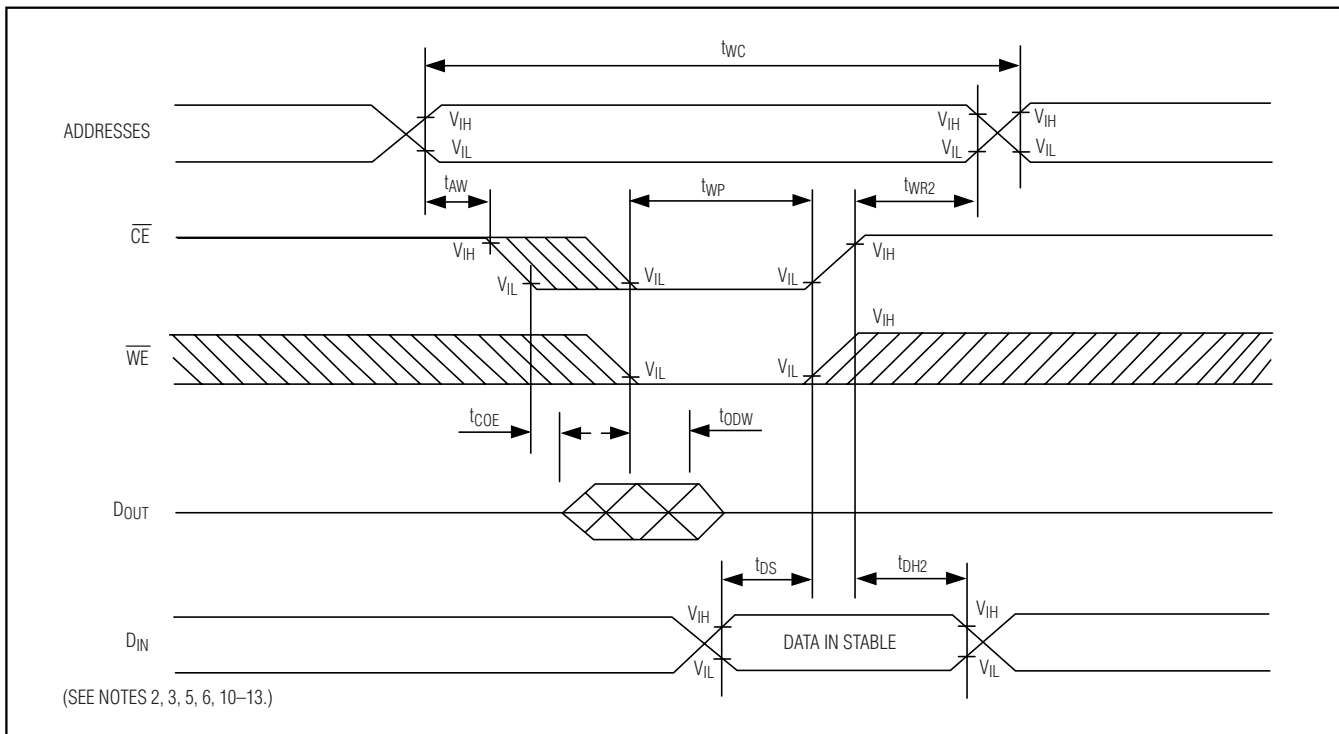 tWC
ADDRESSES
VIH
VIL
VIH
VIL
VIH
VIL
tAW
tWP
tWR2
CE
VIH
VIL
VIL
VIL
VIH
WE
VIL
VIL
VIH
tCOE
tODW
DOUT
tDS
tDH2
DIN
VIH
VIL
DATA IN STABLE
VIH
VIL
(SEE NOTES 2, 3, 5, 6, 10–13.)